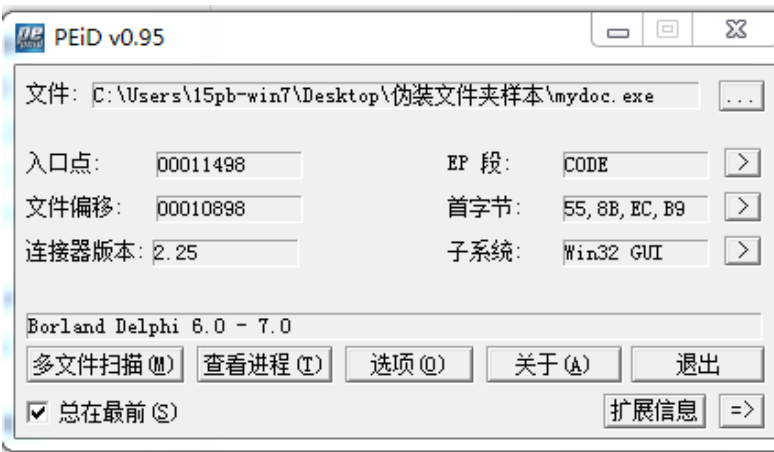 PEiD v0.95
文件: C:\Users\15pb-win7\Desktop\伪装文件夹样本\mydoc.exe ...
入口点: 00011498 EP 段: CODE >
文件偏移: 00010898 首字节: 55,8B,EC,B9 >
连接器版本: 2.25 子系统: Win32 GUI >
Borland Delphi 6.0 - 7.0
多文件扫描(M) 查看进程(T) 选项(O) 关于(A) 退出
总在最前(S) 扩展信息 =>